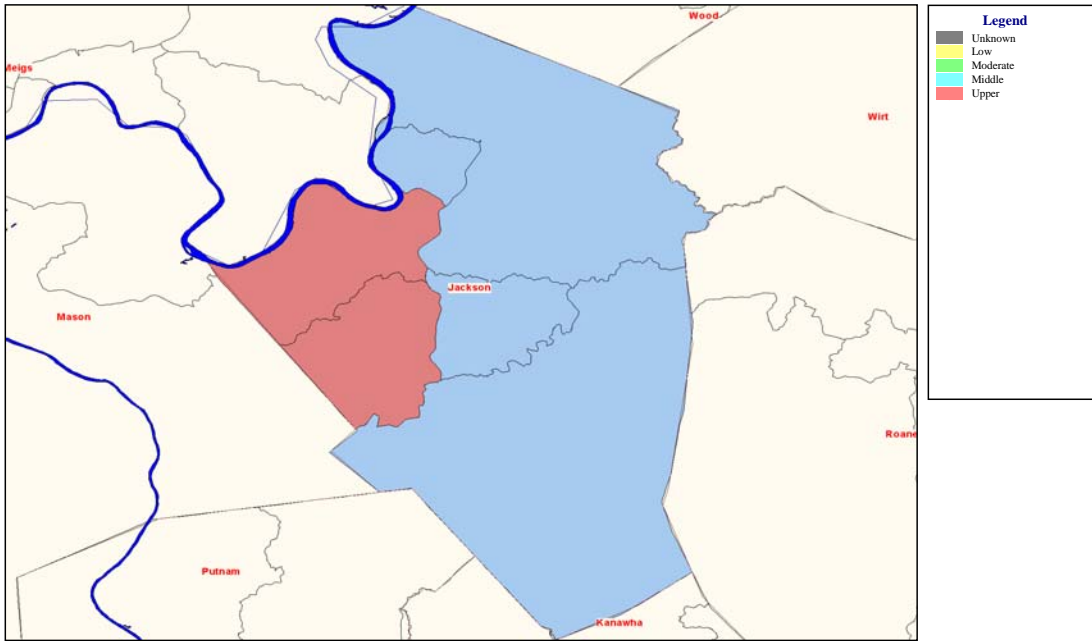 Wood
Meigs
Wirt
Jackson
Mason
Roane
Putnam
Kanawha
Legend
Unknown
Low
Moderate
Middle
Upper